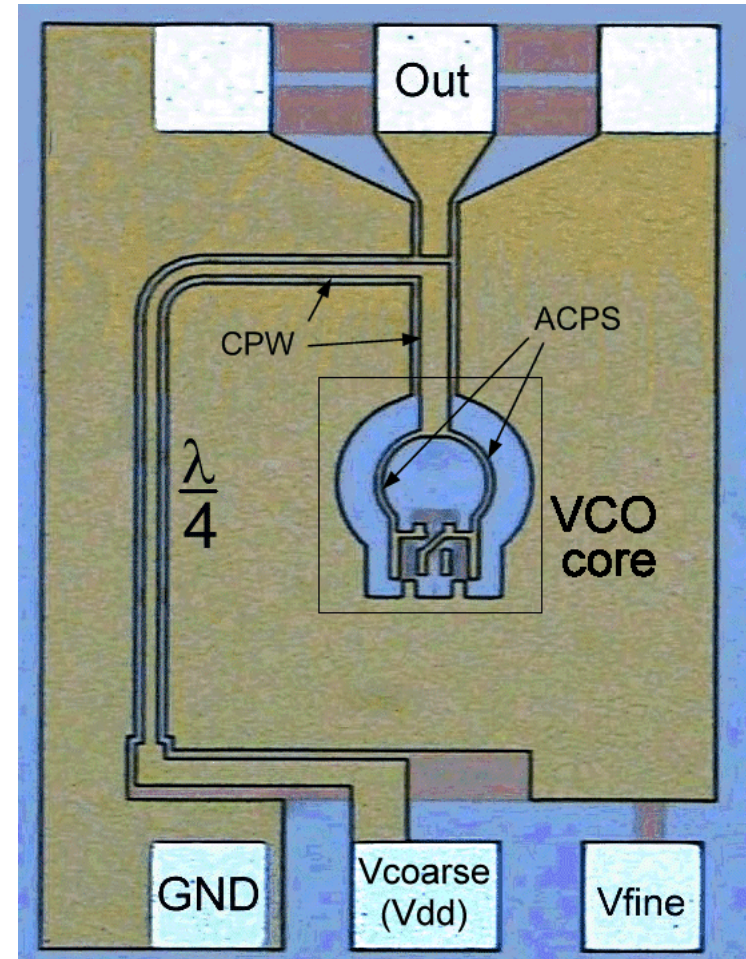 Out
ACPS
CPW
λ
4
VCO
core
GND
Vcoarse
(Vdd)
Vfine